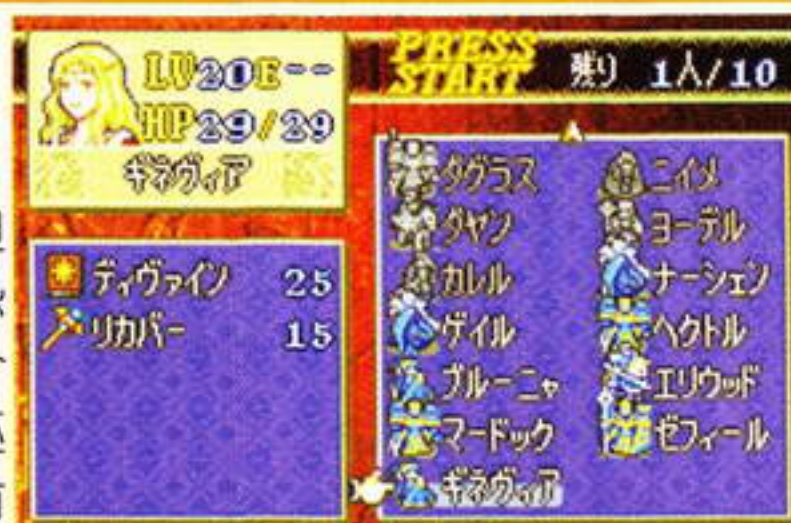 LV20E--
HP29/29
ギネヴィア
PRESS START
残り 1人/10
ディヴァイン 25
リカバー 15
ダグラス ニイメ
ダヤン ヨーデル
カレル ナーシェン
ゲイル ヘクトル
ブルーニャ エリウッド
マードック ゼフィール
ギネヴィア